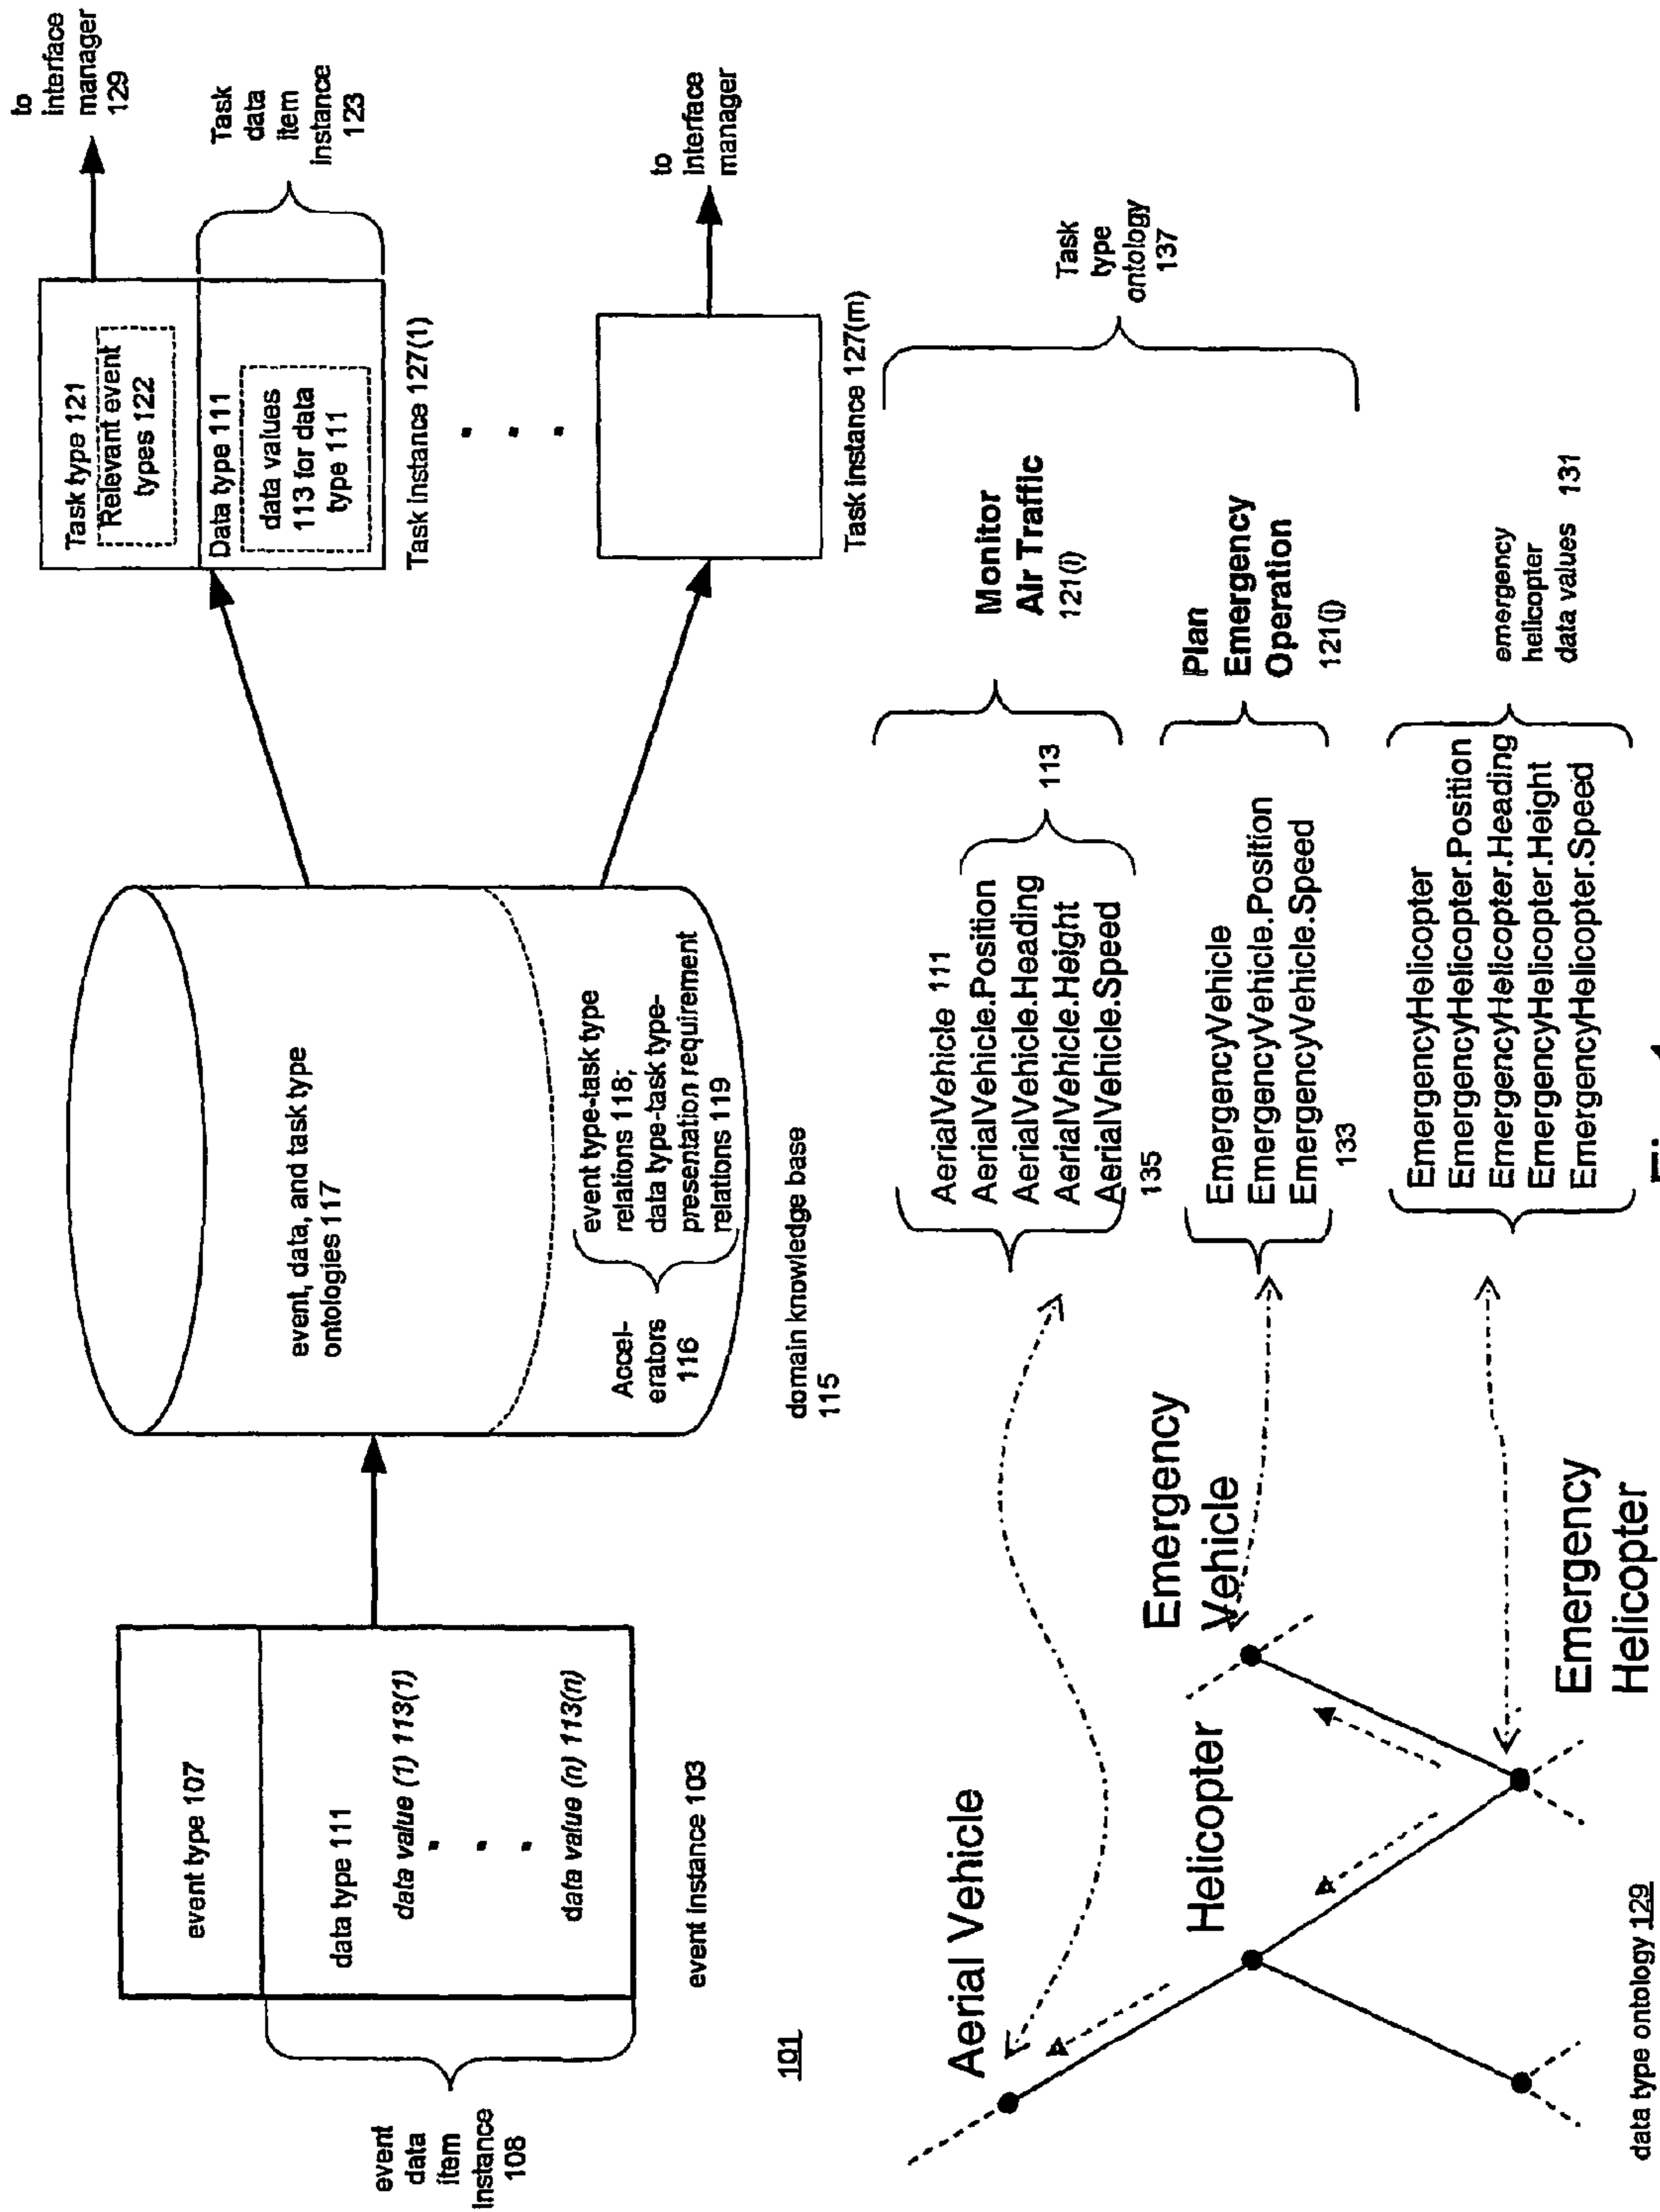 event
data
item
instance
108
event type 107
data type 111
data value (1) 113(1)
data value (n) 113(n)
event instance 103
101
event, data, and task type
ontologies 117
Accel-
erators
116
event type-task type
relations 118;
data type-task type-
presentation requirement
relations 119
domain knowledge base
115
Task type 121
Relevant event
types 122
Data type 111
data values
113 for data
type 111
Task instance 127(1)
to
interface
manager
129
Task
data
item
instance
123
Task instance 127(m)
to
interface
manager
Aerial Vehicle
Helicopter
Emergency
Vehicle
Emergency
Helicopter
data type ontology 129
AerialVehicle 111
AerialVehicle.Position
AerialVehicle.Heading
AerialVehicle.Height
AerialVehicle.Speed
135
113
Monitor
Air Traffic
121(i)
EmergencyVehicle
EmergencyVehicle.Position
EmergencyVehicle.Speed
133
Plan
Emergency
Operation
121(j)
Task
type
ontology
137
EmergencyHelicopter
EmergencyHelicopter.Position
EmergencyHelicopter.Heading
EmergencyHelicopter.Height
EmergencyHelicopter.Speed
emergency
helicopter
data values 131